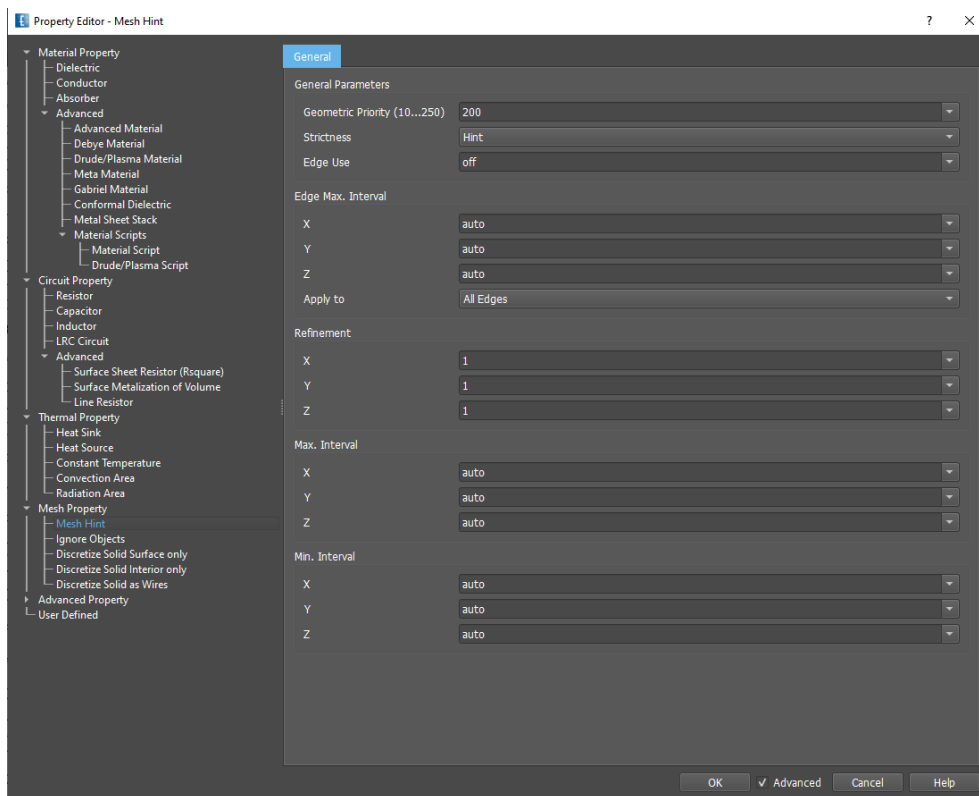 Property Editor - Mesh Hint
?
Material Property
Dielectric
Conductor
Absorber
Advanced
Advanced Material
Debye Material
Drude/Plasma Material
Meta Material
Gabriel Material
Conformal Dielectric
Metal Sheet Stack
Material Scripts
Material Script
Drude/Plasma Script
Circuit Property
Resistor
Capacitor
Inductor
LRC Circuit
Advanced
Surface Sheet Resistor (Rsquare)
Surface Metalization of Volume
Line Resistor
Thermal Property
Heat Sink
Heat Source
Constant Temperature
Convection Area
Radiation Area
Mesh Property
Mesh Hint
Ignore Objects
Discretize Solid Surface only
Discretize Solid Interior only
Discretize Solid as Wires
Advanced Property
User Defined
General
General Parameters
Geometric Priority (10...250) 200
Strictness Hint
Edge Use off
Edge Max. Interval
X auto
Y auto
Z auto
Apply to All Edges
Refinement
X 1
Y 1
Z 1
Max. Interval
X auto
Y auto
Z auto
Min. Interval
X auto
Y auto
Z auto
OK Advanced Cancel Help